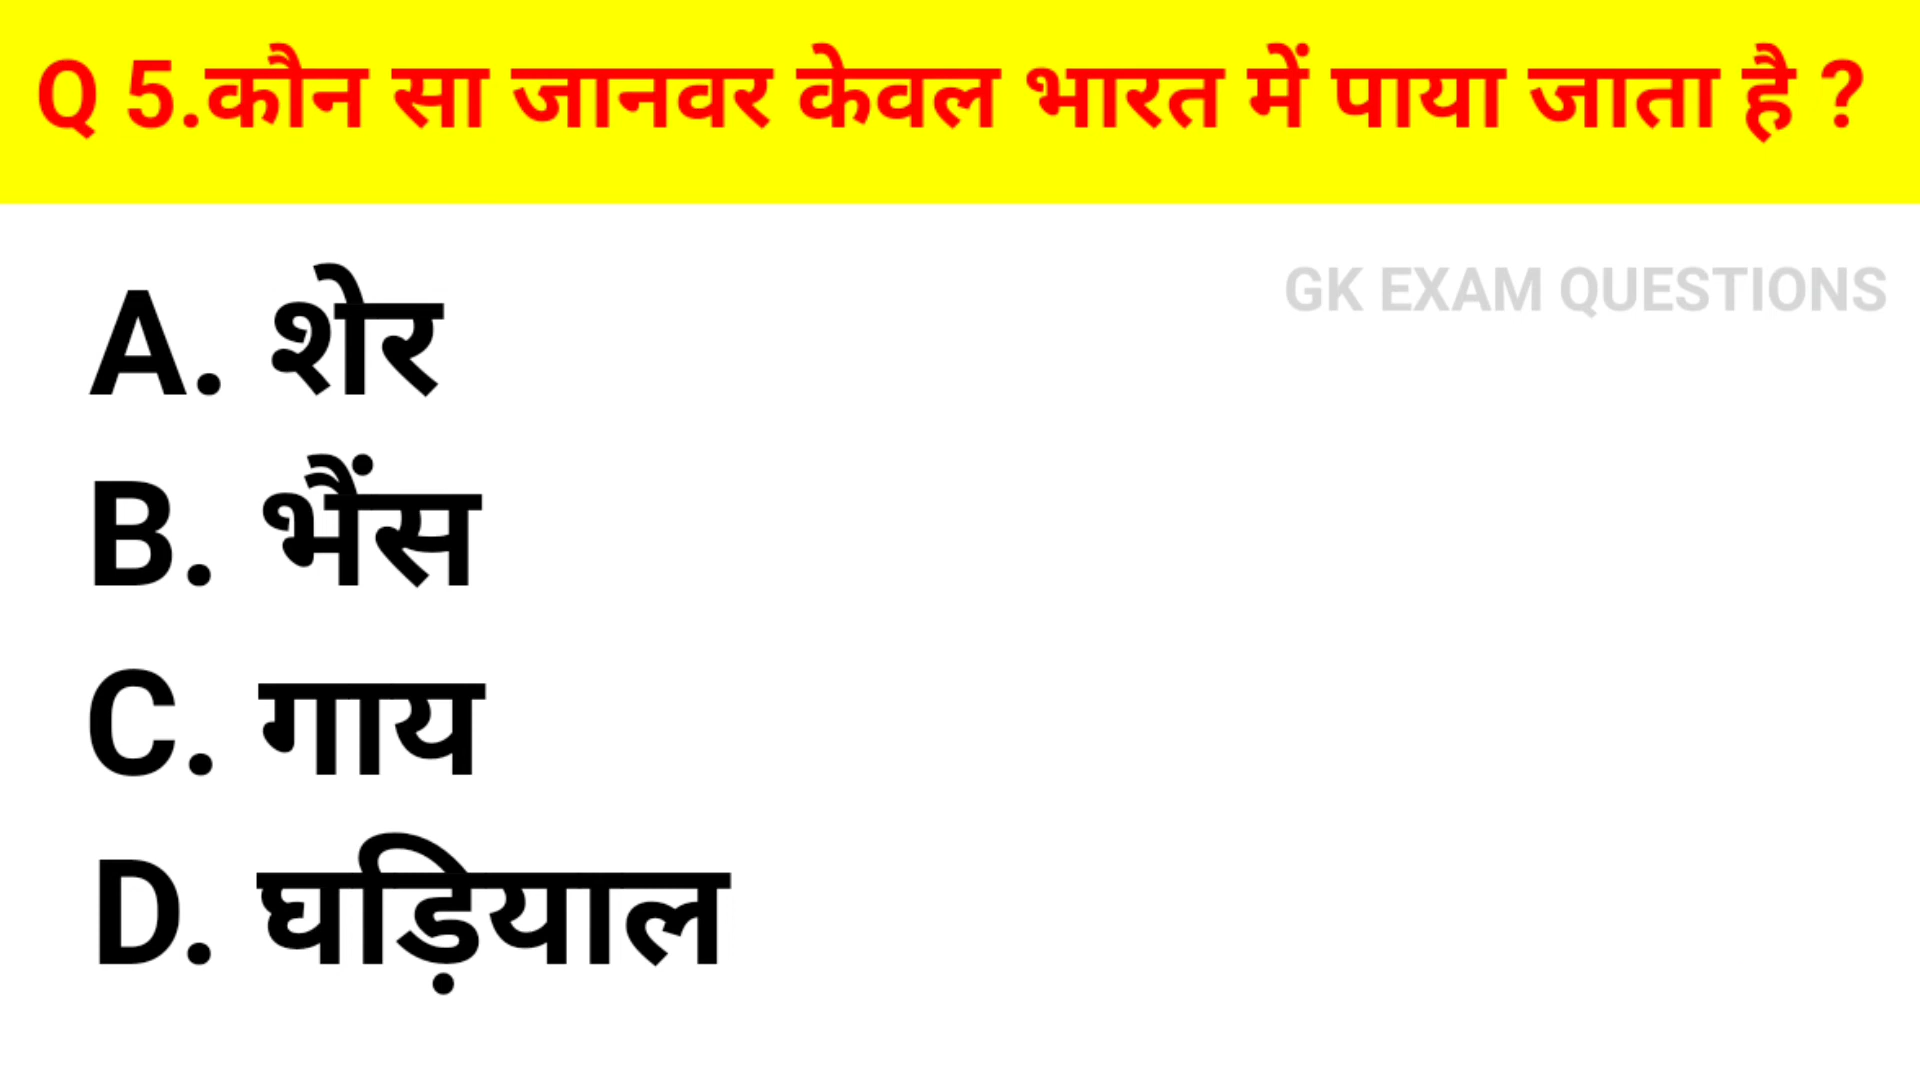 Q 5.कौन सा जानवर केवल भारत में पाया जाता है ?
GK EXAM QUESTIONS
A. शेर
B. भैंस
C. गाय
D. घड़ियाल